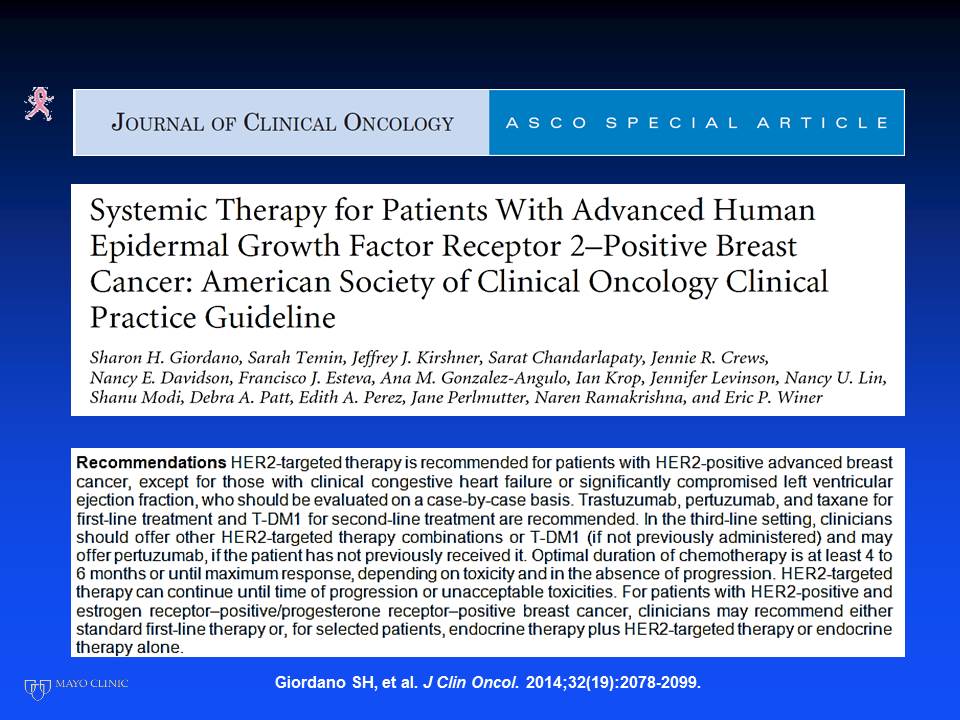 JOURNAL OF CLINICAL ONCOLOGY
ASCO SPECIAL ARTICLE
Systemic Therapy for Patients With Advanced Human
Epidermal Growth Factor Receptor 2–Positive Breast
Cancer: American Society of Clinical Oncology Clinical
Practice Guideline
Sharon H. Giordano, Sarah Temin, Jeffrey J. Kirshner, Sarat Chandarlapaty, Jennie R. Crews,
Nancy E. Davidson, Francisco J. Esteva, Ana M. Gonzalez-Angulo, Ian Krop, Jennifer Levinson, Nancy U. Lin,
Shanu Modi, Debra A. Patt, Edith A. Perez, Jane Perlmutter, Naren Ramakrishna, and Eric P. Winer
Recommendations HER2-targeted therapy is recommended for patients with HER2-positive advanced breast
cancer, except for those with clinical congestive heart failure or significantly compromised left ventricular
ejection fraction, who should be evaluated on a case-by-case basis. Trastuzumab, pertuzumab, and taxane for
first-line treatment and T-DM1 for second-line treatment are recommended. In the third-line setting, clinicians
should offer other HER2-targeted therapy combinations or T-DM1 (if not previously administered) and may
offer pertuzumab, if the patient has not previously received it. Optimal duration of chemotherapy is at least 4 to
6 months or until maximum response, depending on toxicity and in the absence of progression. HER2-targeted
therapy can continue until time of progression or unacceptable toxicities. For patients with HER2-positive and
estrogen receptor–positive/progesterone receptor–positive breast cancer, clinicians may recommend either
standard first-line therapy or, for selected patients, endocrine therapy plus HER2-targeted therapy or endocrine
therapy alone.
MAYO CLINIC
Giordano SH, et al. J Clin Oncol. 2014;32(19):2078-2099.